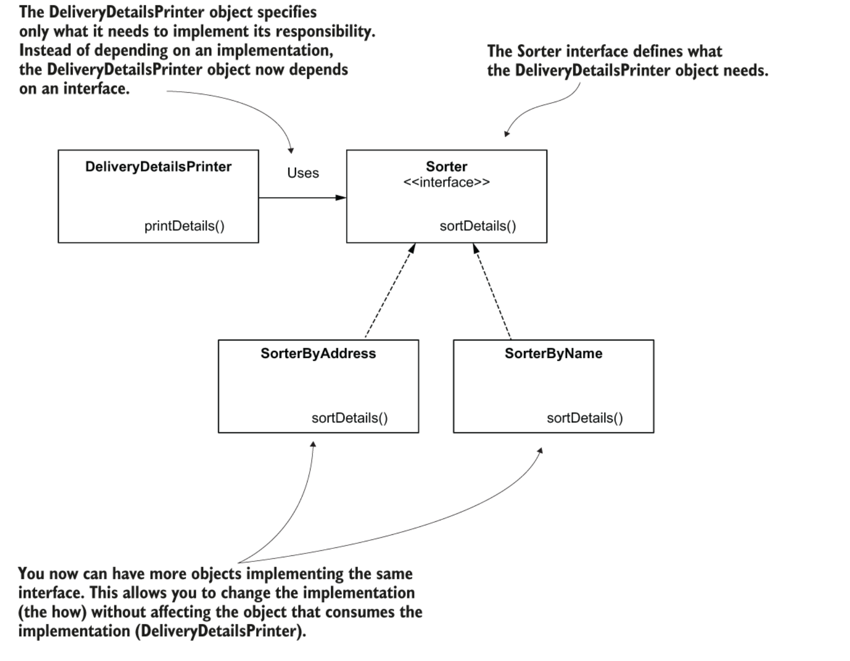 The DeliveryDetailsPrinter object specifies
only what it needs to implement its responsibility.
Instead of depending on an implementation,
the DeliveryDetailsPrinter object now depends
on an interface.
The Sorter interface defines what
the DeliveryDetailsPrinter object needs.
DeliveryDetailsPrinter
printDetails()
Uses
Sorter
<<interface>>
sortDetails()
SorterByAddress
sortDetails()
SorterByName
sortDetails()
You now can have more objects implementing the same
interface. This allows you to change the implementation
(the how) without affecting the object that consumes the
implementation (DeliveryDetailsPrinter).